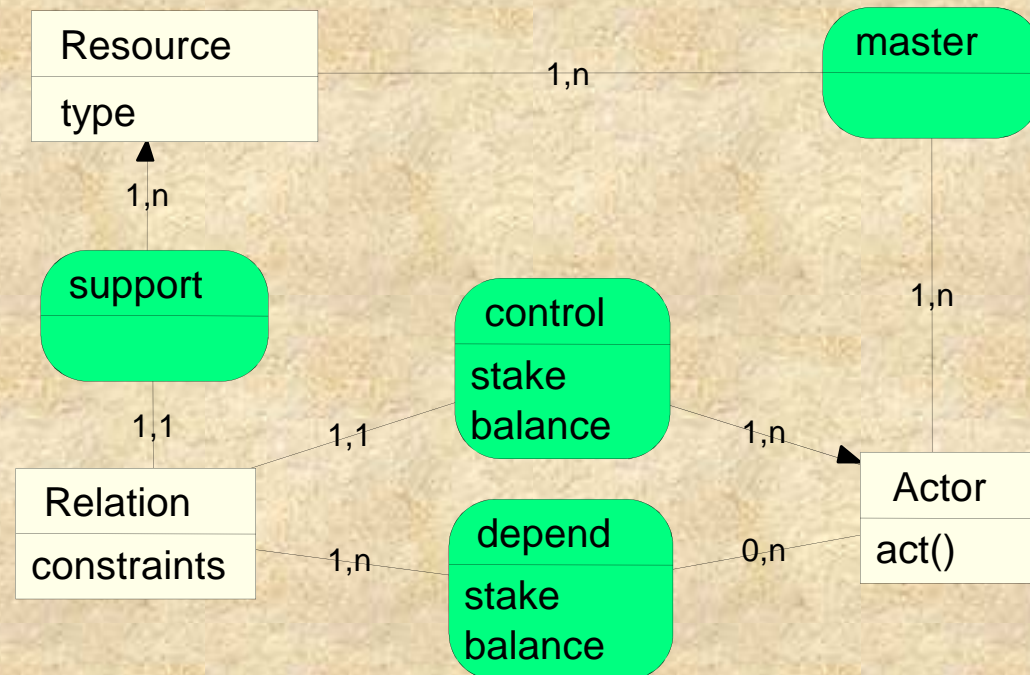 Resource
type
1,n
master
1,n
support
1,n
control
stake
balance
1,1
1,1
1,n
Relation
constraints
Actor
act()
1,n
depend
stake
balance
0,n